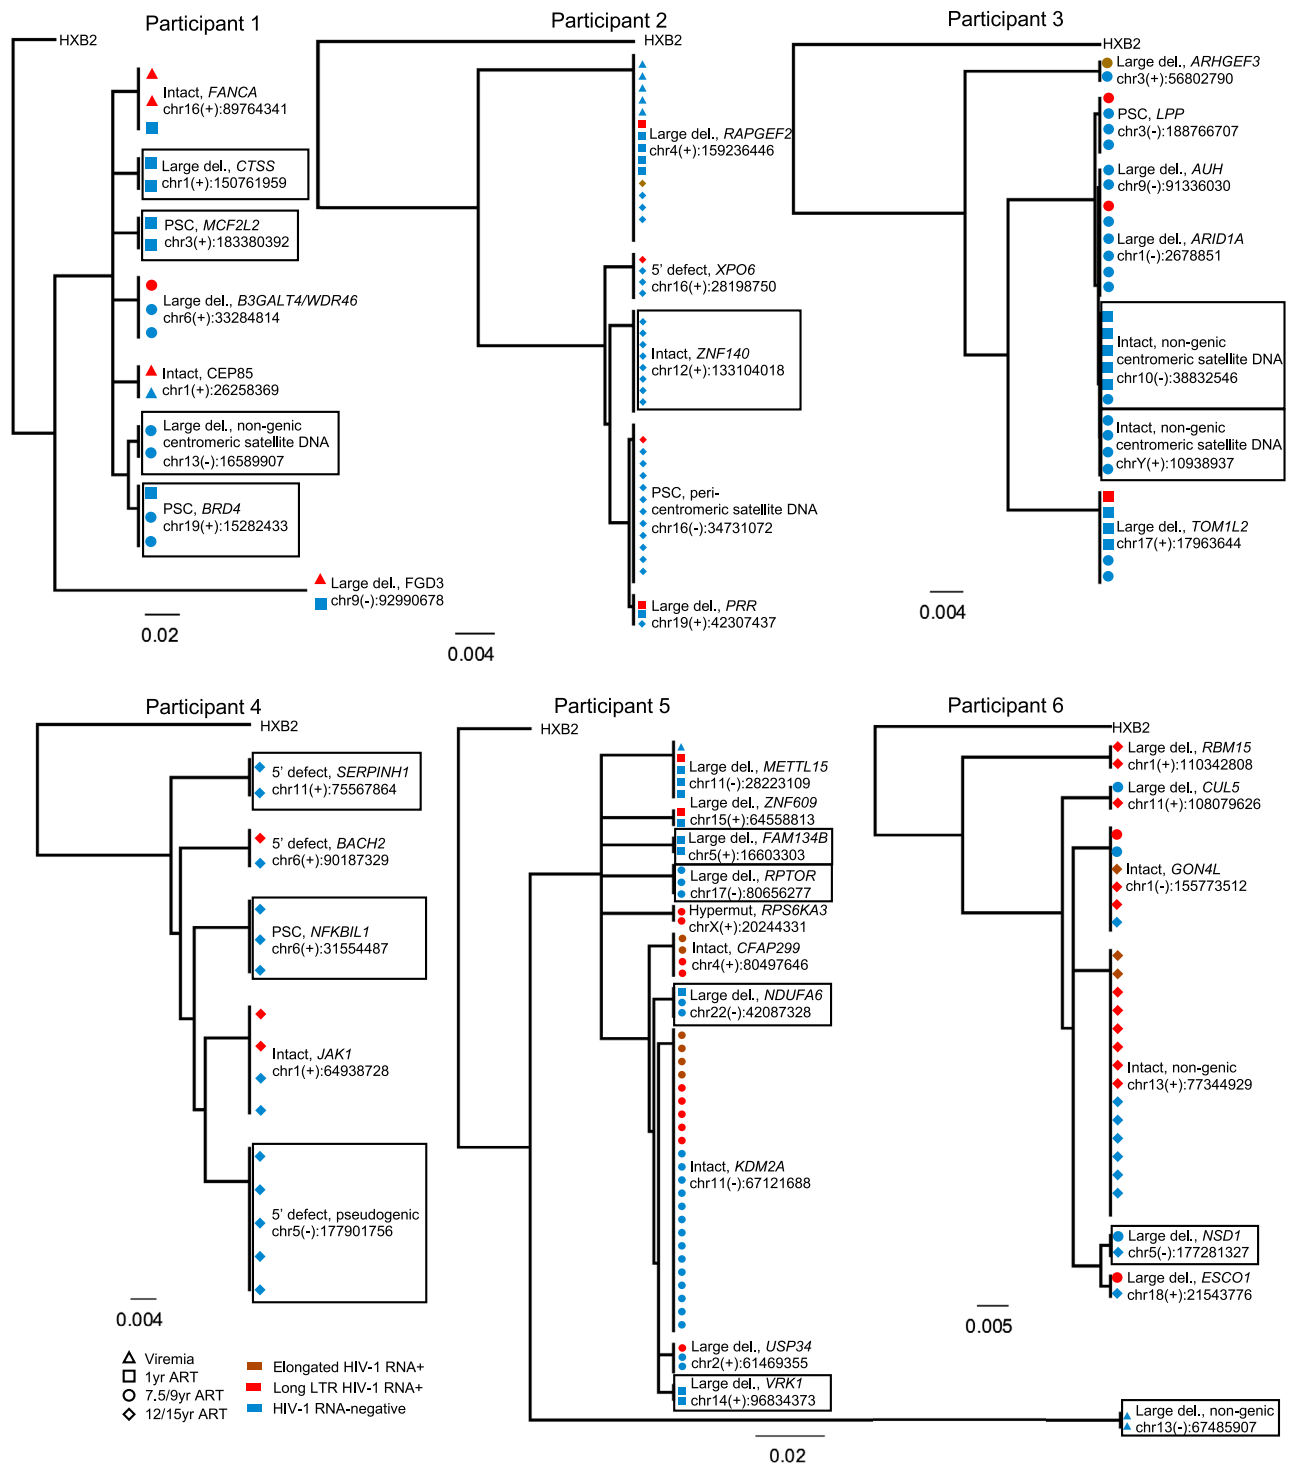 Participant 1
HXB2
Intact, FANCA
chr16(+):89764341
Large del., CTSS
chr1(+):150761959
PSC, MCF2L2
chr3(+):183380392
Large del., B3GALT4/WDR46
chr6(+):33284814
Intact, CEP85
chr1(+):26258369
Large del., non-genic
centromeric satellite DNA
chr13(-):16589907
PSC, BRD4
chr19(+):15282433
Large del., FGD3
chr9(-):92990678
0.02
Participant 2
HXB2
Large del., RAPGEF2
chr4(+):159236446
5' defect, XPO6
chr16(+):28198750
Intact, ZNF140
chr12(+):133104018
PSC, peri-
centromeric satellite DNA
chr16(-):34731072
Large del., PRR
chr19(+):42307437
0.004
Participant 3
HXB2
Large del., ARHGEF3
chr3(+):56802790
PSC, LPP
chr3(-):188766707
Large del., AUH
chr9(-):91336030
Large del., ARID1A
chr1(-):2678851
Intact, non-genic
centromeric satellite DNA
chr10(-):38832546
Intact, non-genic
centromeric satellite DNA
chrY(+):10938937
Large del., TOM1L2
chr17(+):17963644
0.004
Participant 4
HXB2
5' defect, SERPINH1
chr11(+):75567864
5' defect, BACH2
chr6(+):90187329
PSC, NFKBIL1
chr6(+):31554487
Intact, JAK1
chr1(+):64938728
5' defect, pseudogenic
chr5(-):177901756
0.004
Viremia
1yr ART
7.5/9yr ART
12/15yr ART
Elongated HIV-1 RNA+
Long LTR HIV-1 RNA+
HIV-1 RNA-negative
Participant 5
HXB2
Large del., METTL15
chr11(-):28223109
Large del., ZNF609
chr15(+):64558813
Large del., FAM134B
chr5(+):16603303
Large del., RPTOR
chr17(-):80656277
Hypermut, RPS6KA3
chrX(+):20244331
Intact, CFAP299
chr4(+):80497646
Large del., NDUFA6
chr22(-):42087328
Intact, KDM2A
chr11(-):67121688
Large del., USP34
chr2(+):61469355
Large del., VRK1
chr14(+):96834373
Large del., non-genic
chr13(-):67485907
0.02
Participant 6
HXB2
Large del., RBM15
chr1(+):110342808
Large del., CUL5
chr11(+):108079626
Intact, GON4L
chr1(-):155773512
Intact, non-genic
chr13(+):77344929
Large del., NSD1
chr5(-):177281327
Large del., ESCO1
chr18(+):21543776
0.005